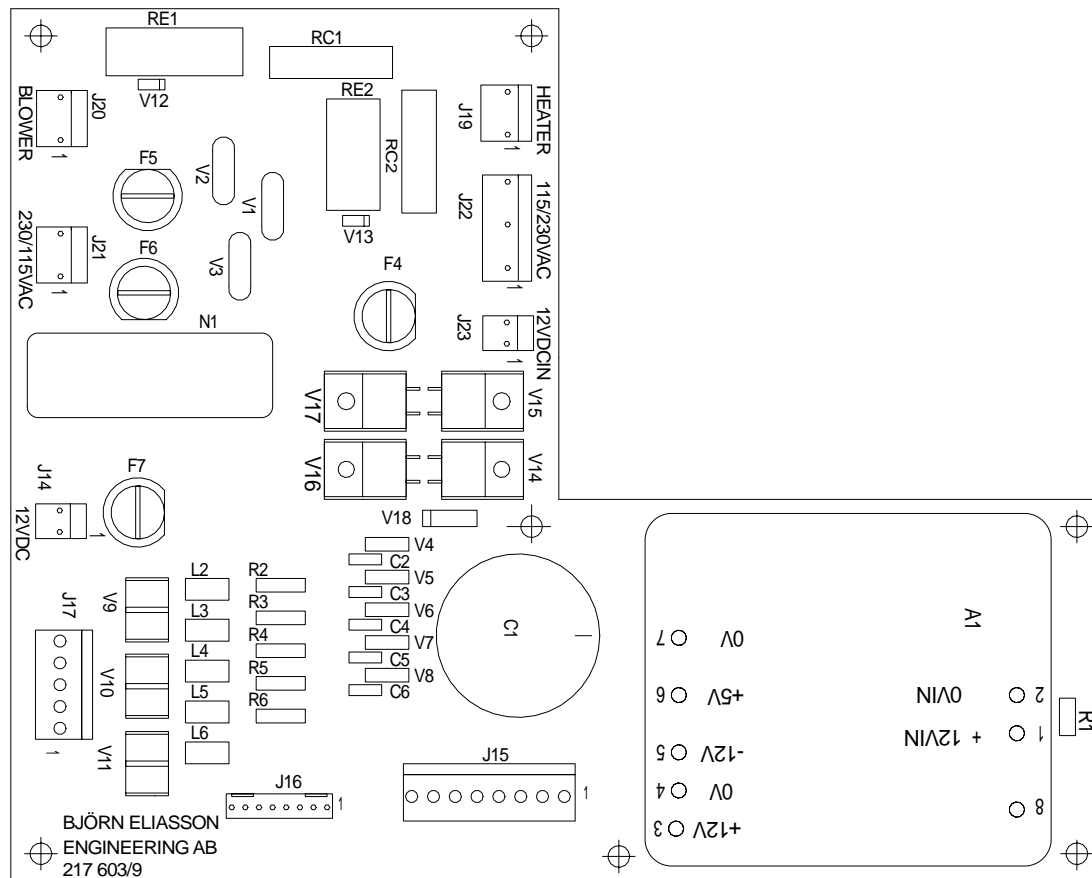 RE1
RC1
V12
J20
BLOWER
1
RE2
RC2
V13
J19
HEATER
1
F5
V2
V1
J22
115/230VAC
1
230/115VAC
J21
1
F6
V3
F4
N1
J23
12VDCIN
1
V17
V15
V16
V14
J14
12VDC
1
F7
V18
V4
C2
V5
C3
V6
C4
V7
C5
V8
C6
C1
L2
R2
L3
R3
L4
R4
L5
R5
L6
R6
V9
V10
V11
J17
1
J16
1
J15
1
A1
7 0V
6 +5V
5 -12V
4 0V
3 +12V
0VIN 2
+ 12VIN 1
8
R1
BJÖRN ELIASSON
ENGINEERING AB
217 603/9